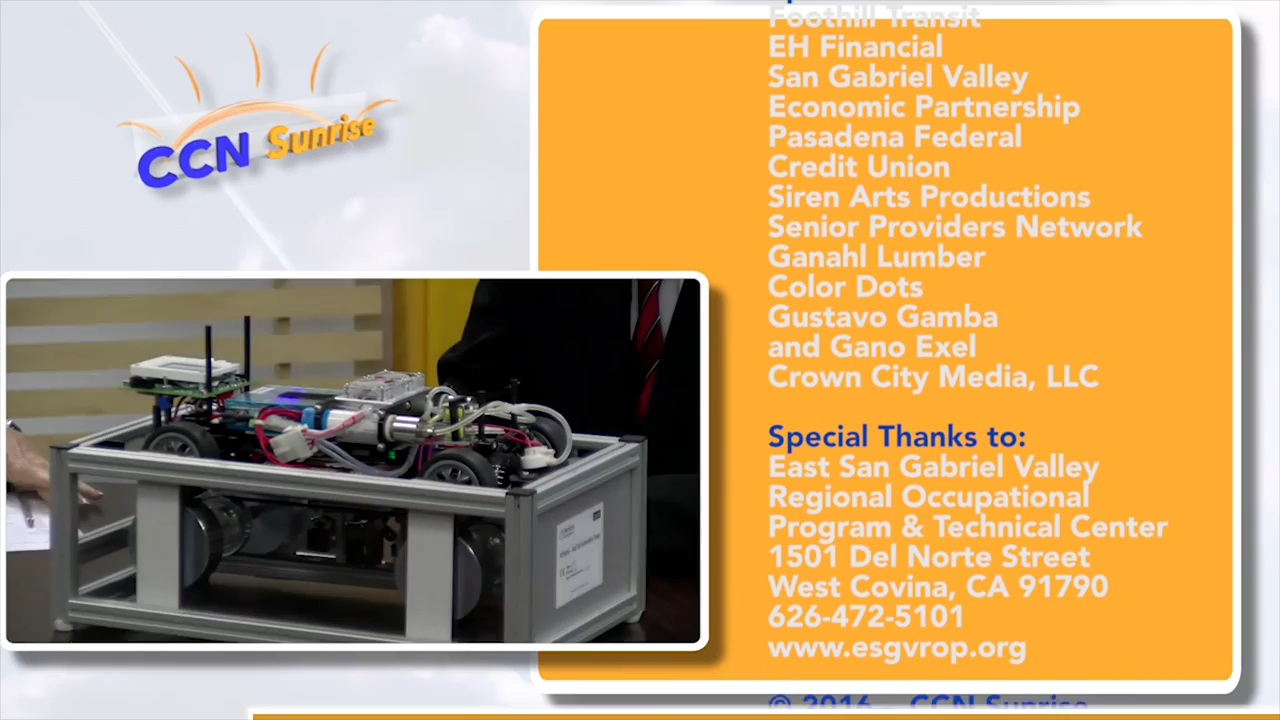 CCN Sunrise
Foothill Transit
EH Financial
San Gabriel Valley
Economic Partnership
Pasadena Federal
Credit Union
Siren Arts Productions
Senior Providers Network
Ganahl Lumber
Color Dots
Gustavo Gamba
and Gano Exel
Crown City Media, LLC
Special Thanks to:
East San Gabriel Valley
Regional Occupational
Program & Technical Center
1501 Del Norte Street
West Covina, CA 91790
626-472-5101
www.esgvrop.org
© 2016 – CCN Sunrise